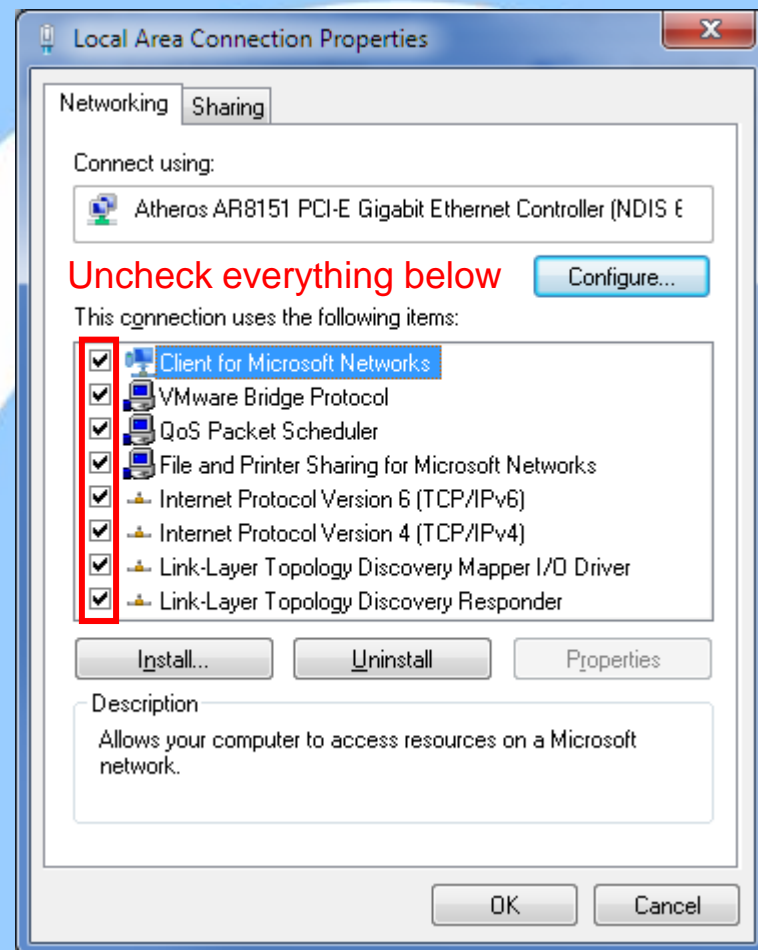 Local Area Connection Properties
Networking
Sharing
Connect using:
Atheros AR8151 PCI-E Gigabit Ethernet Controller (NDIS 6
Uncheck everything below
Configure...
This connection uses the following items:
Client for Microsoft Networks
VMware Bridge Protocol
QoS Packet Scheduler
File and Printer Sharing for Microsoft Networks
Internet Protocol Version 6 (TCP/IPv6)
Internet Protocol Version 4 (TCP/IPv4)
Link-Layer Topology Discovery Mapper I/O Driver
Link-Layer Topology Discovery Responder
Install...
Uninstall
Properties
Description
Allows your computer to access resources on a Microsoft
network.
OK
Cancel